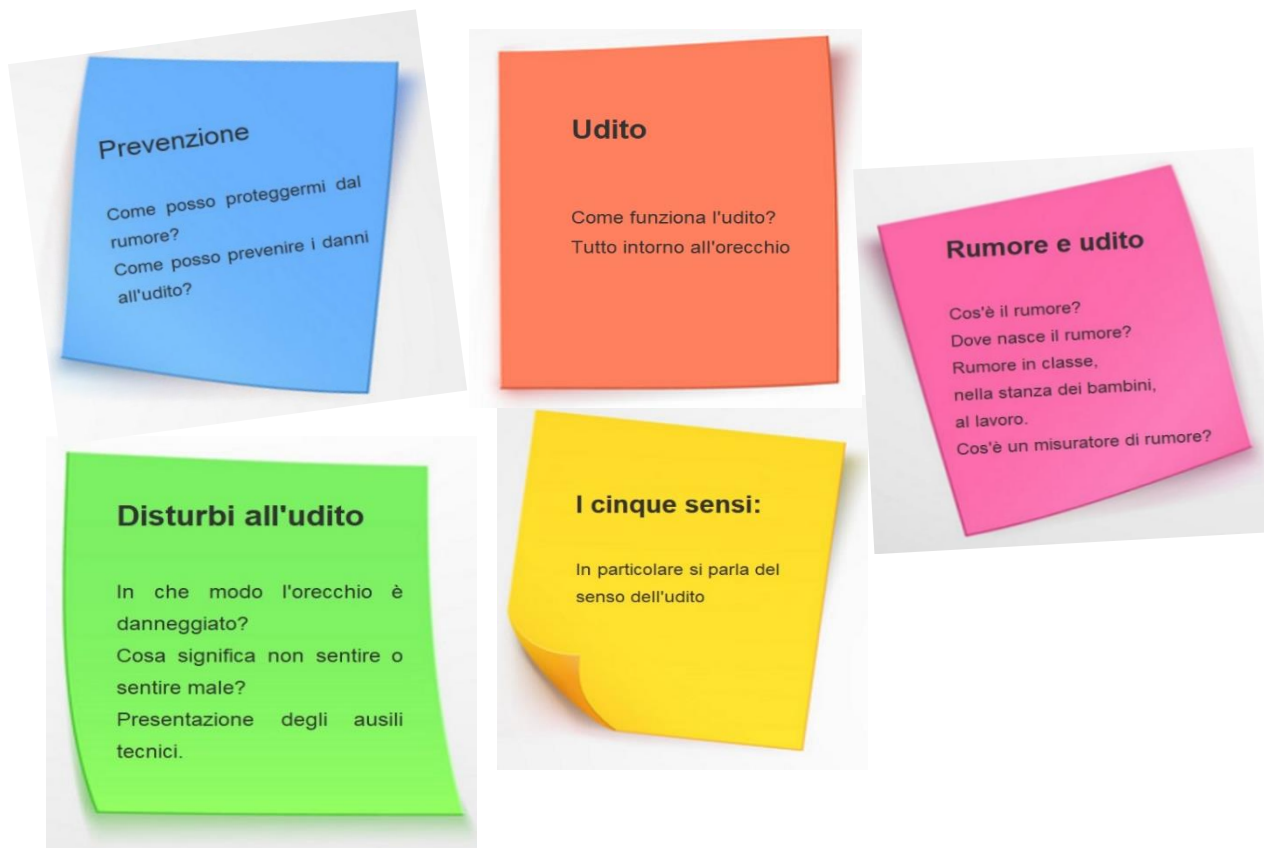 Prevenzione
Come posso proteggermi dal
rumore?
Come posso prevenire i danni
all'udito?
Udito
Come funziona l'udito?
Tutto intorno all'orecchio
Rumore e udito
Cos'è il rumore?
Dove nasce il rumore?
Rumore in classe,
nella stanza dei bambini,
al lavoro.
Cos'è un misuratore di rumore?
Disturbi all'udito
In che modo l'orecchio è
danneggiato?
Cosa significa non sentire o
sentire male?
Presentazione degli ausili
tecnici.
I cinque sensi:
In particolare si parla del
senso dell'udito